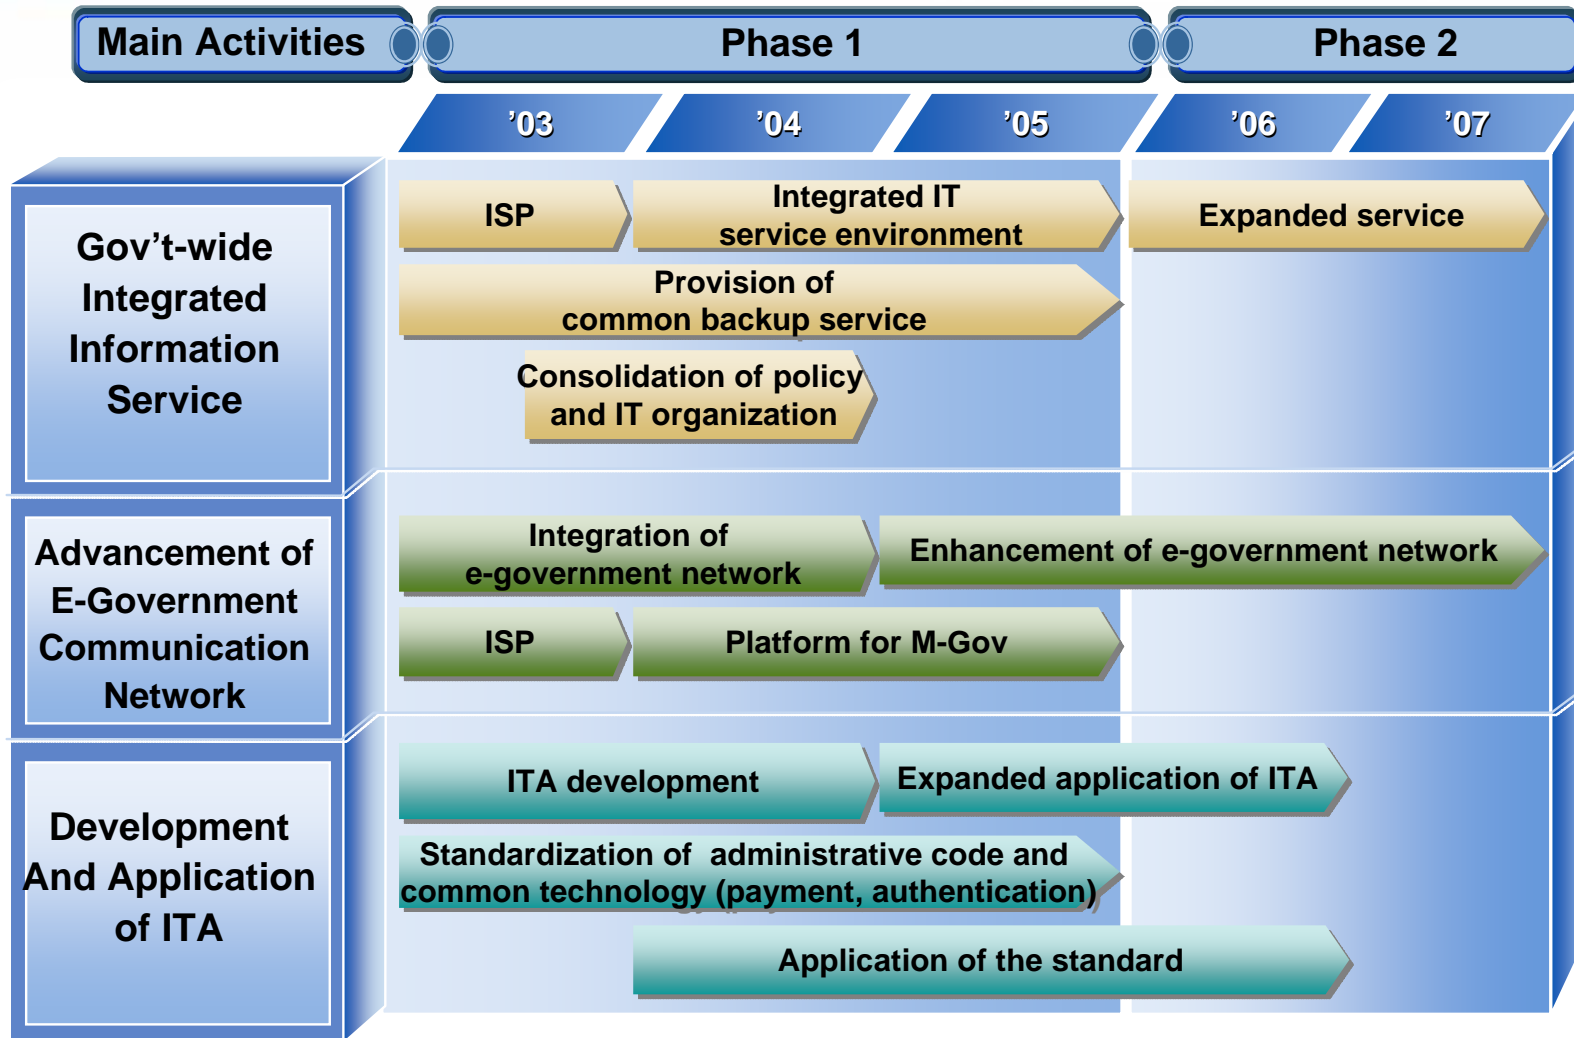 Main Activities
Phase 1
Phase 2
’03
’04
’05
’06
’07
Gov’t-wide
Integrated
Information
Service
ISP
Integrated IT
service environment
Expanded service
Provision of
common backup service
Consolidation of policy
and IT organization
Advancement of
E-Government
Communication
Network
Integration of
e-government network
Enhancement of e-government network
ISP
Platform for M-Gov
Development
And Application
of ITA
ITA development
Expanded application of ITA
Standardization of administrative code and
common technology (payment, authentication)
Application of the standard